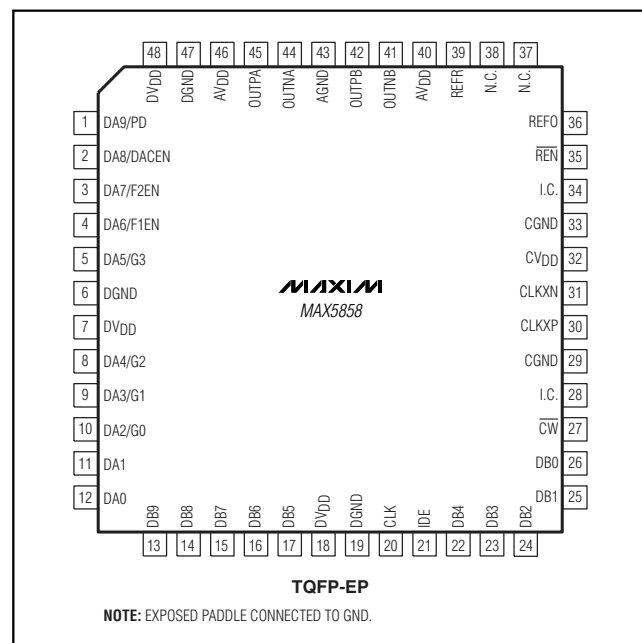 48 47 46 45 44 43 42 41 40 39 38 37
DVDD DGND AVDD OUTPA OUTNA AGND OUTPB OUTNB AVDD REFR N.C. N.C.
1 DA9/PD
2 DA8/DACEN
3 DA7/F2EN
4 DA6/F1EN
5 DA5/G3
6 DGND
7 DVDD
8 DA4/G2
9 DA3/G1
10 DA2/G0
11 DA1
12 DA0
MAXIM
MAX5858
REFO 36
REN 35
I.C. 34
CGND 33
CVDD 32
CLKXN 31
CLKXP 30
CGND 29
I.C. 28
CW 27
DB0 26
DB1 25
DB9 DB8 DB7 DB6 DB5 DVDD DGND CLK IDE DB4 DB3 DB2
13 14 15 16 17 18 19 20 21 22 23 24
TQFP-EP
NOTE: EXPOSED PADDLE CONNECTED TO GND.